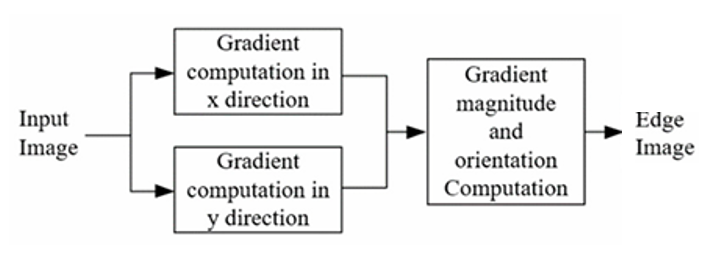 Input
Image
Gradient
computation in
x direction
Gradient
computation in
y direction
Gradient
magnitude
and
orientation
Computation
Edge
Image